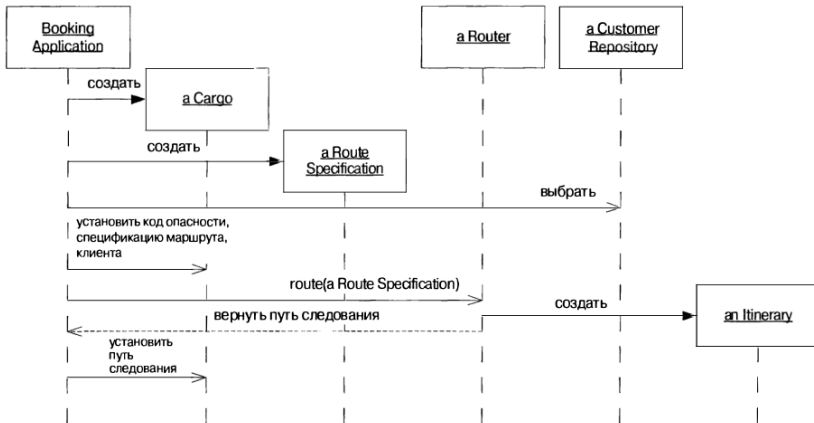 Booking
Application
a Router
a Customer
Repository
создать
a Cargo
создать
a Route
Specification
выбрать
установить код опасности,
спецификацию маршрута,
клиента
route(a Route Specification)
вернуть путь следования
создать
an Itinerary
установить
путь
следования